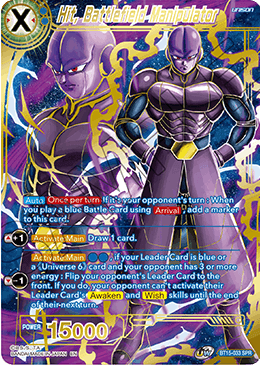 X
Hit, Battlefield Manipulator
UNISON
Auto Once per turn If it's your opponent's turn : When
you play a blue Battle Card using Arrival, add a marker
to this card.
+1 Activate:Main Draw 1 card.
-1 Activate:Main : if your Leader Card is blue or
a 《Universe 6》 card and your opponent has 3 or more
energy : Flip your opponent's Leader Card to the
front. If you do, your opponent can't activate their
Leader Card's Awaken and Wish skills until the end
of their next turn.
POWER 15000
BANDAI NAMCO
BT15-033 SPR